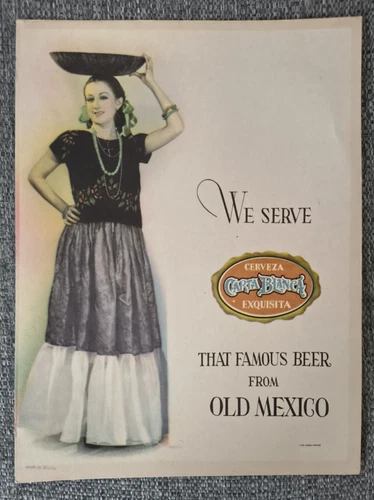 WE SERVE
CERVEZA
CARTA BLANCA
EXQUISITA
THAT FAMOUS BEER
FROM
OLD MEXICO